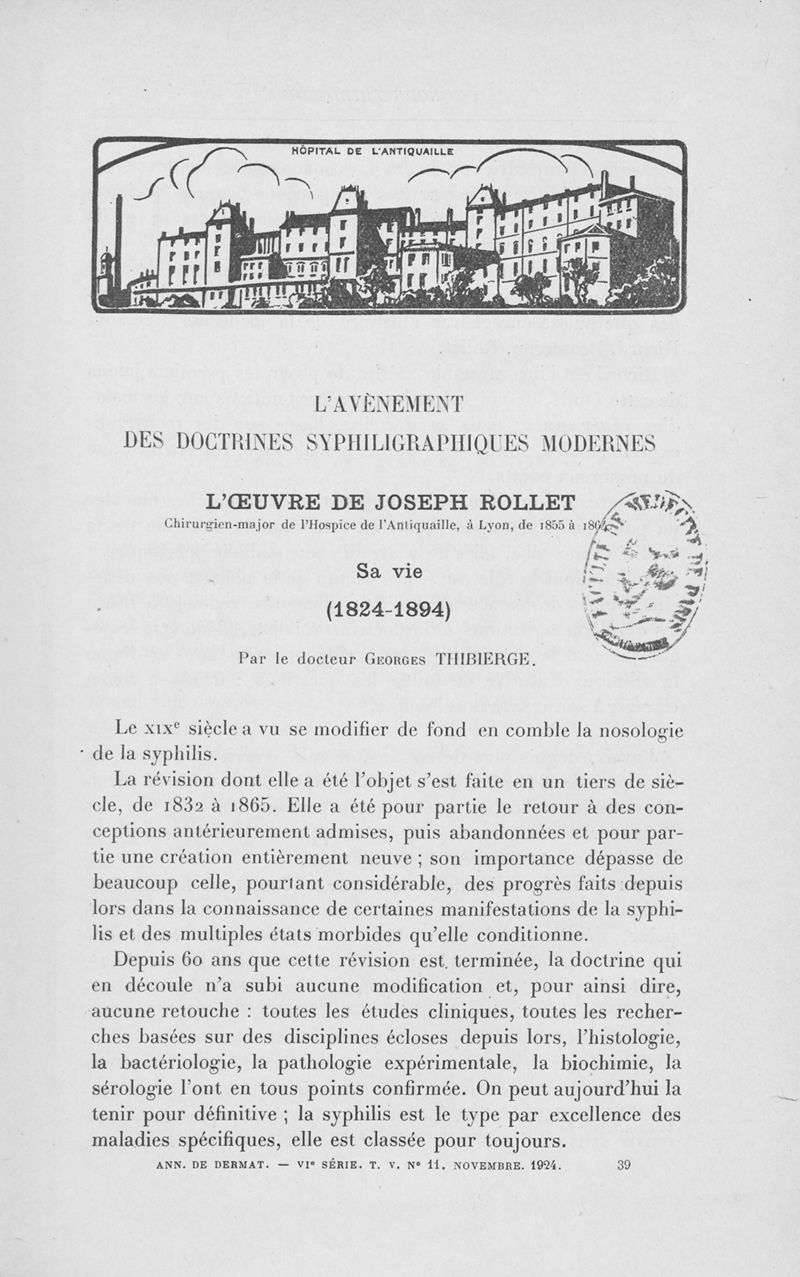 HÔPITAL DE L'ANTIQUAILLE
L'AVÈNEMENT
DES DOCTRINES SYPHILIGRAPHIQUES MODERNES
L'ŒUVRE DE JOSEPH ROLLET
Chirurgien-major de l'Hospice de l'Antiquaille, à Lyon, de 1855 à
Sa vie
(1824-1894)
Par le docteur GEORGES THIBIERGE.
Le XIXe siècle a vu se modifier de fond en comble la nosologie
de la syphilis.
La révision dont elle a été l'objet s'est faite en un tiers de siè-
cle, de 1832 à 1865. Elle a été pour partie le retour à des con-
ceptions antérieurement admises, puis abandonnées et pour par-
tie une création entièrement neuve ; son importance dépasse de
beaucoup celle, pourtant considérable, des progrès faits depuis
lors dans la connaissance de certaines manifestations de la syphi-
lis et des multiples états morbides qu'elle conditionne.
Depuis 60 ans que cette révision est. terminée, la doctrine qui
en découle n'a subi aucune modification et, pour ainsi dire,
aucune retouche : toutes les études cliniques, toutes les recher-
ches basées sur des disciplines écloses depuis lors, l'histologie,
la bactériologie, la pathologie expérimentale, la biochimie, la
sérologie l'ont en tous points confirmée. On peut aujourd'hui la
tenir pour définitive ; la syphilis est le type par excellence des
maladies spécifiques, elle est classée pour toujours.
ANN. DE DERMAT. — VIe SÉRIE. T. V. No 11. NOVEMBRE. 1924. 39